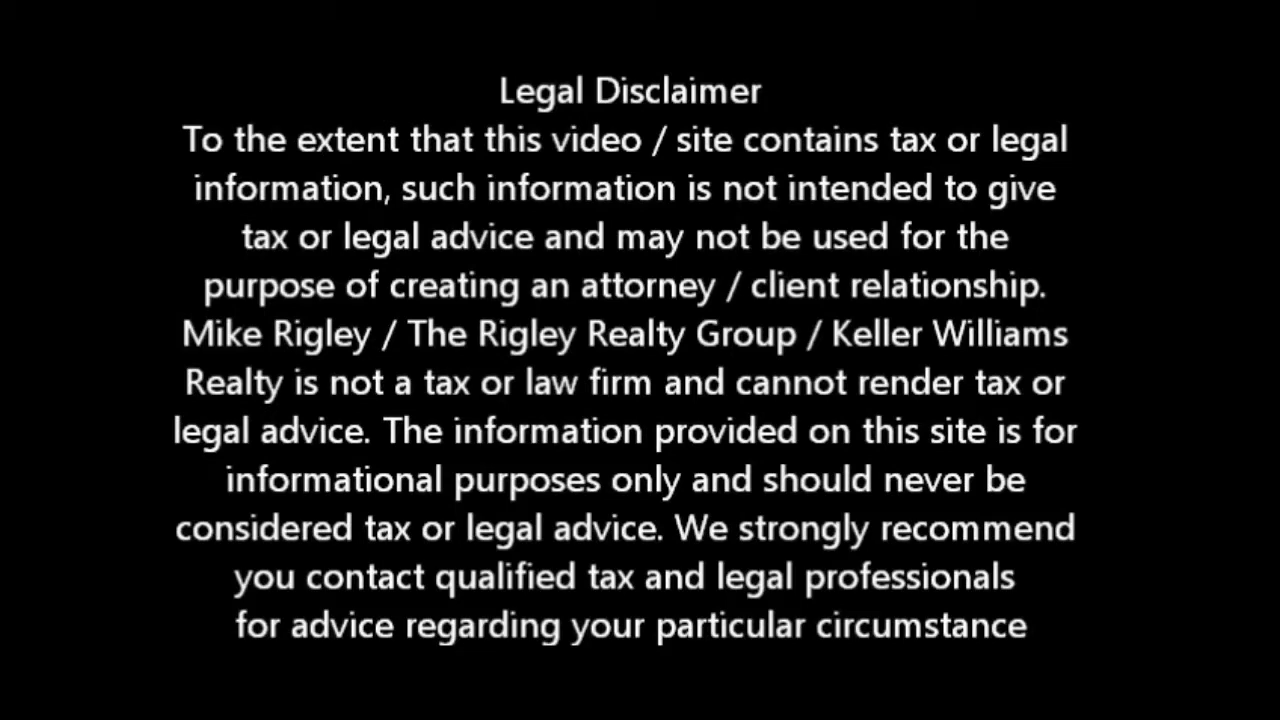 Legal Disclaimer
To the extent that this video / site contains tax or legal
information, such information is not intended to give
tax or legal advice and may not be used for the
purpose of creating an attorney / client relationship.
Mike Rigley / The Rigley Realty Group / Keller Williams
Realty is not a tax or law firm and cannot render tax or
legal advice. The information provided on this site is for
informational purposes only and should never be
considered tax or legal advice. We strongly recommend
you contact qualified tax and legal professionals
for advice regarding your particular circumstance